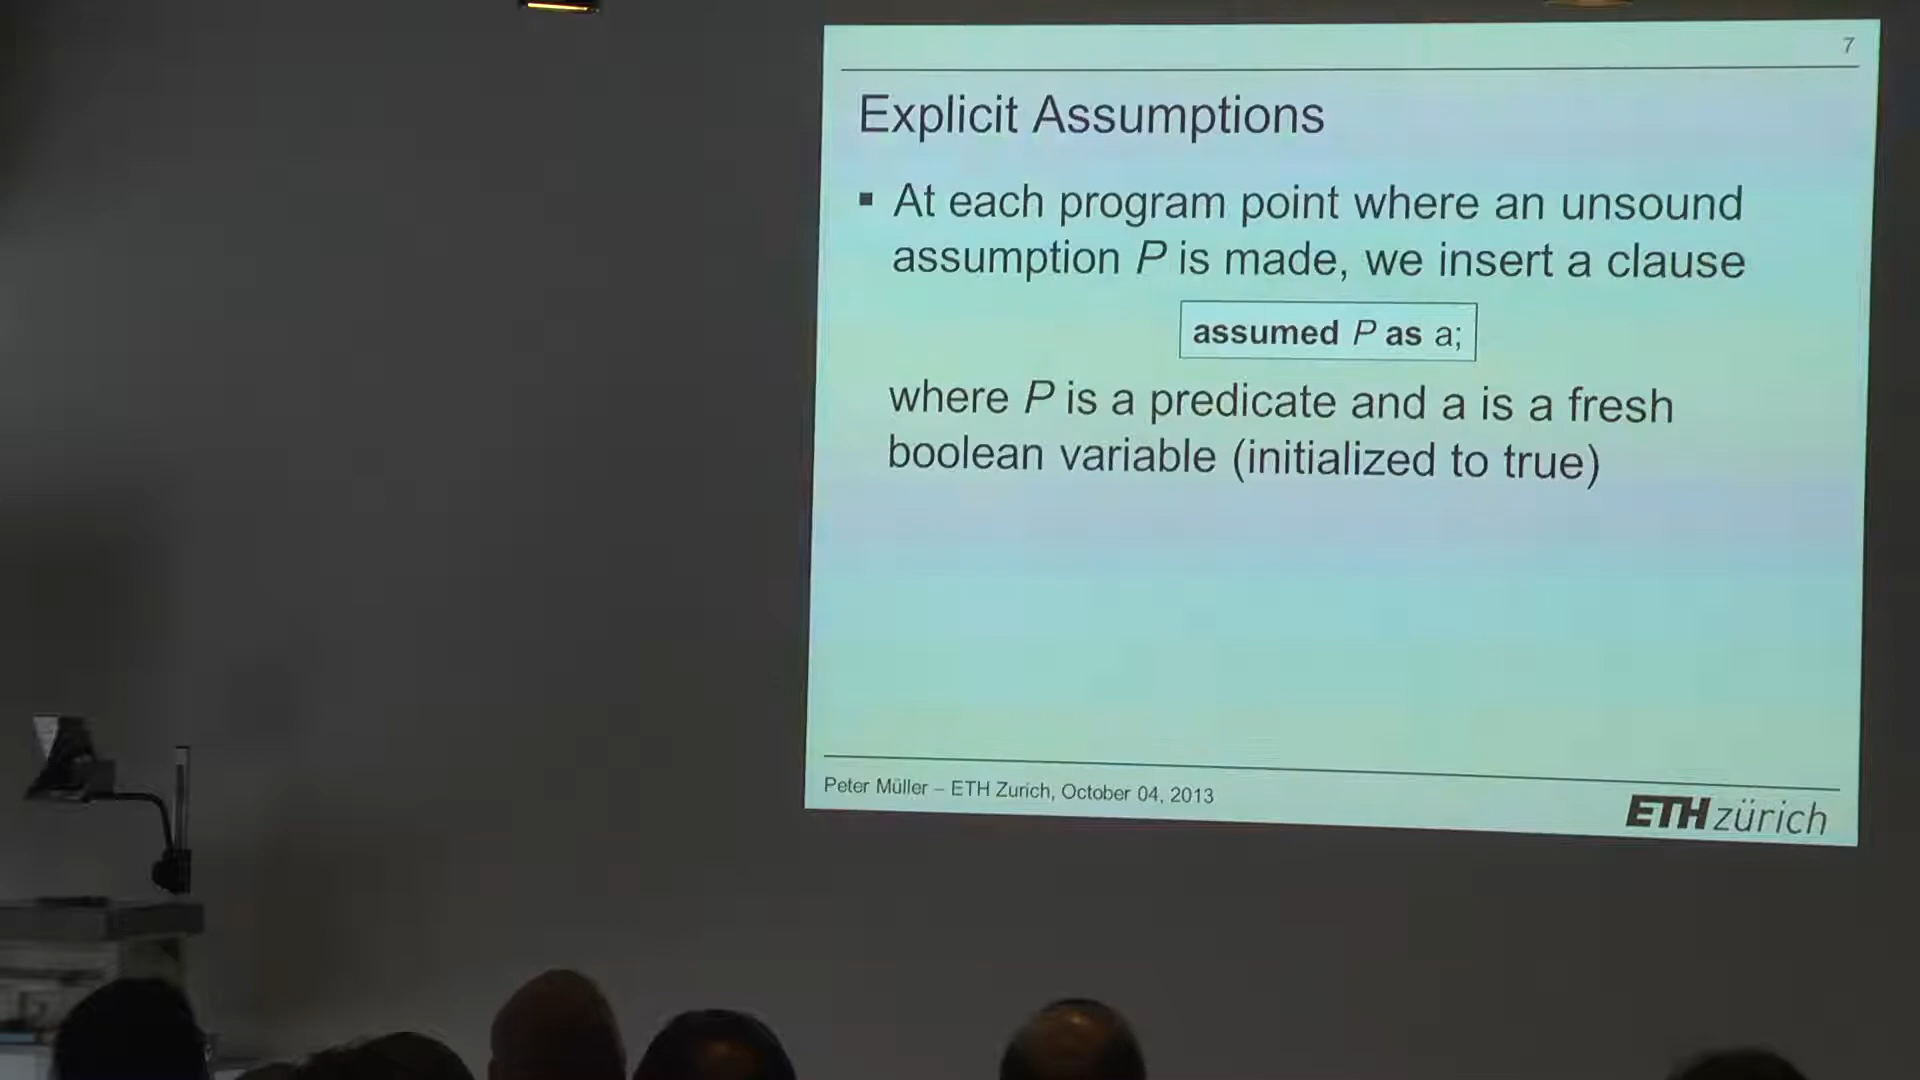 7
Explicit Assumptions
▪ At each program point where an unsound
assumption P is made, we insert a clause
assumed P as a;
where P is a predicate and a is a fresh
boolean variable (initialized to true)
Peter Müller – ETH Zurich, October 04, 2013
ETH zürich